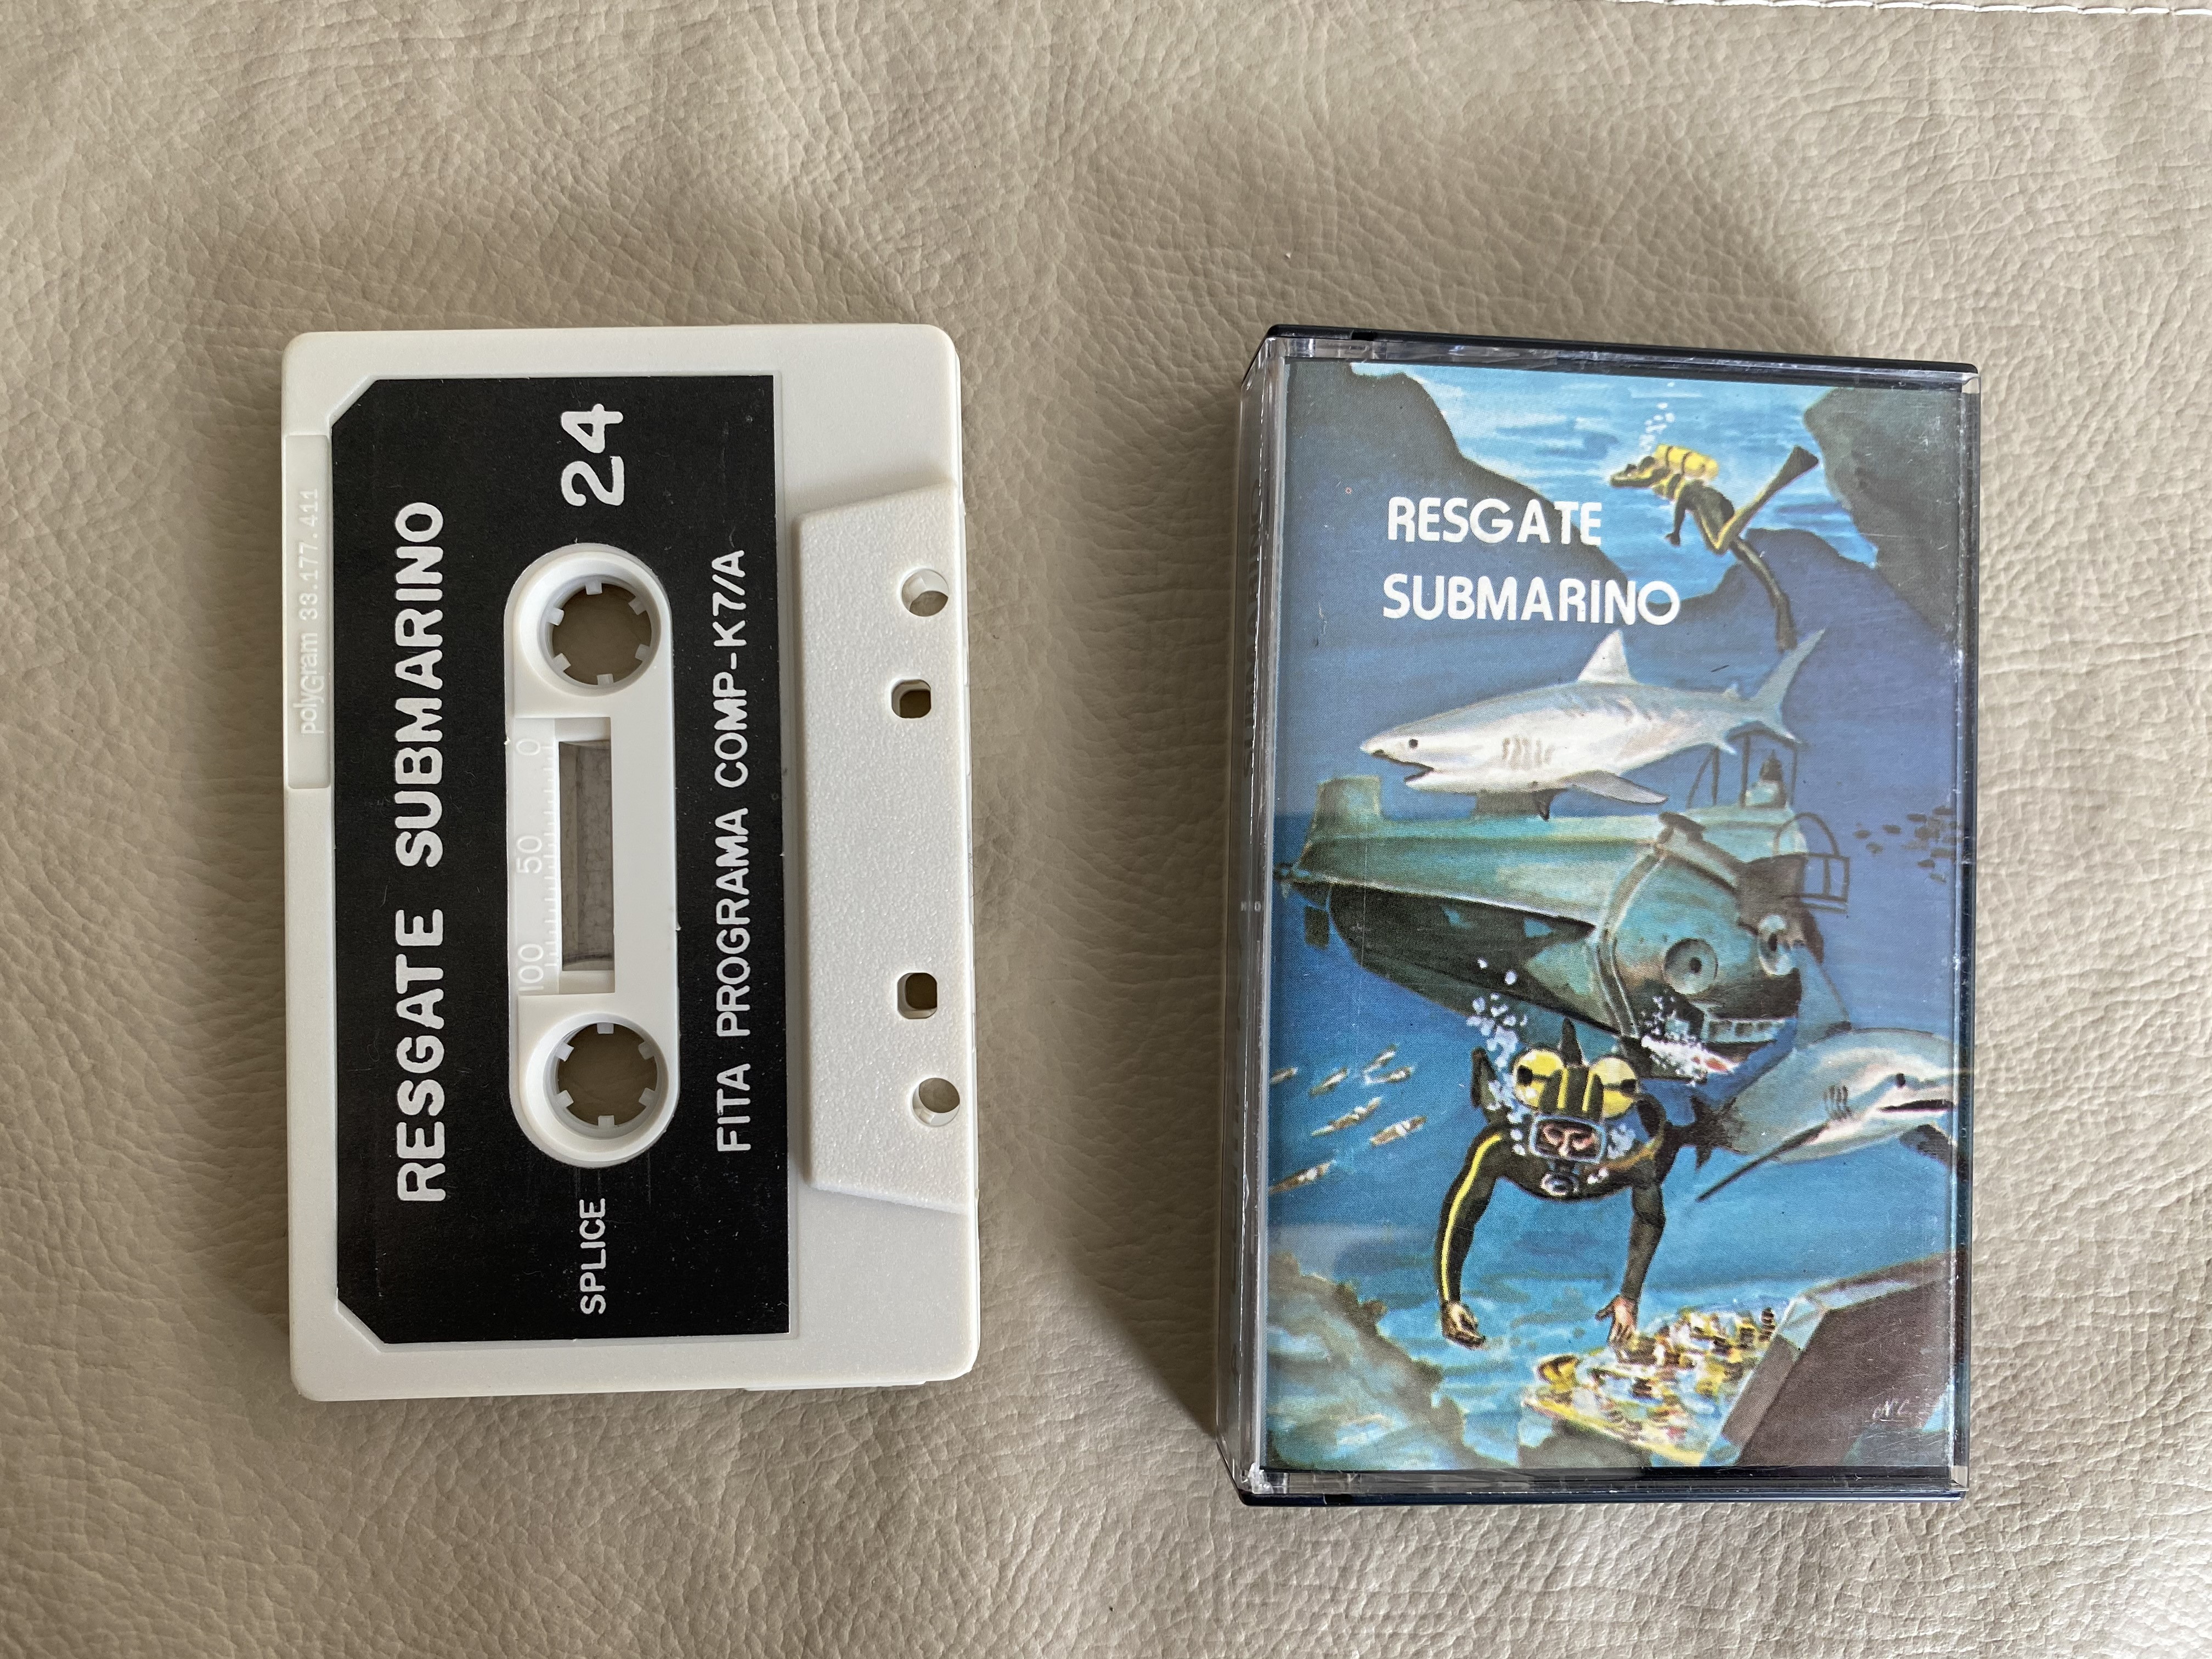 polyGram 33.177.411
RESGATE SUBMARINO
SPLICE
24
100 50 0
FITA PROGRAMA COMP-K7/A
RESGATE
SUBMARINO